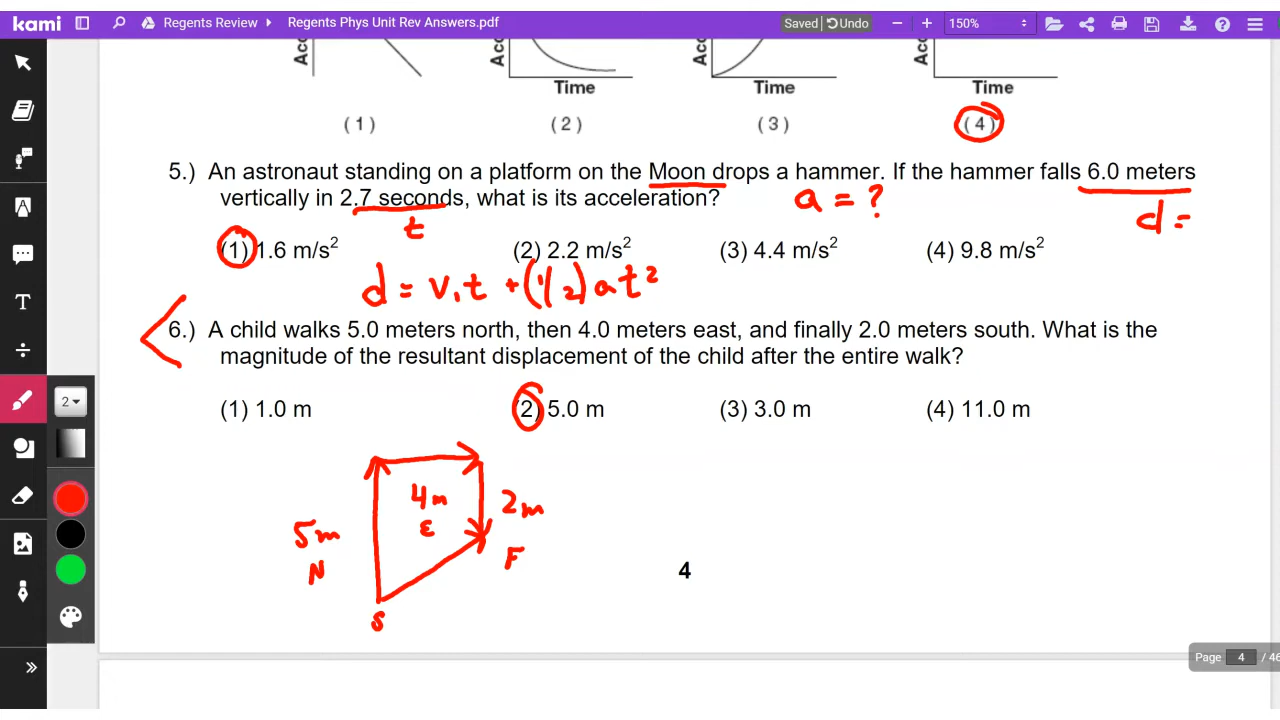 kami Regents Review Regents Phys Unit Rev Answers.pdf Saved Undo 150%
Acc Acc Acc Acc
Time Time Time
(1) (2) (3) (4)
5.) An astronaut standing on a platform on the Moon drops a hammer. If the hammer falls 6.0 meters
vertically in 2.7 seconds, what is its acceleration? a = ?
t d =
(1) 1.6 m/s² (2) 2.2 m/s² (3) 4.4 m/s² (4) 9.8 m/s²
d = v₁t + (1/2) at²
6.) A child walks 5.0 meters north, then 4.0 meters east, and finally 2.0 meters south. What is the
magnitude of the resultant displacement of the child after the entire walk?
(1) 1.0 m (2) 5.0 m (3) 3.0 m (4) 11.0 m
2
T
4m
E
2m
F
5m
N
S
4
Page 4 / 46